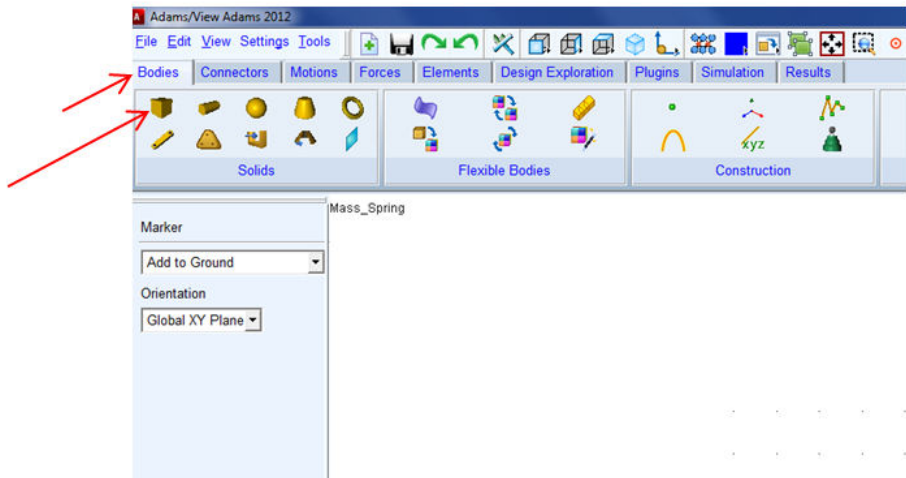 Adams/View Adams 2012
File Edit View Settings Tools
Bodies Connectors Motions Forces Elements Design Exploration Plugins Simulation Results
xyz
Solids Flexible Bodies Construction
Mass_Spring
Marker
Add to Ground
Orientation
Global XY Plane